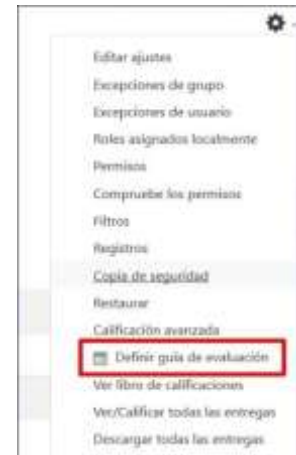 Editar ajustes
Excepciones de grupo
Excepciones de usuario
Roles asignados localmente
Permisos
Compruebe los permisos
Filtros
Registros
Copia de seguridad
Restaurar
Calificación avanzada
Definir guía de evaluación
Ver libro de calificaciones
Ver/Calificar todas las entregas
Descargar todas las entregas